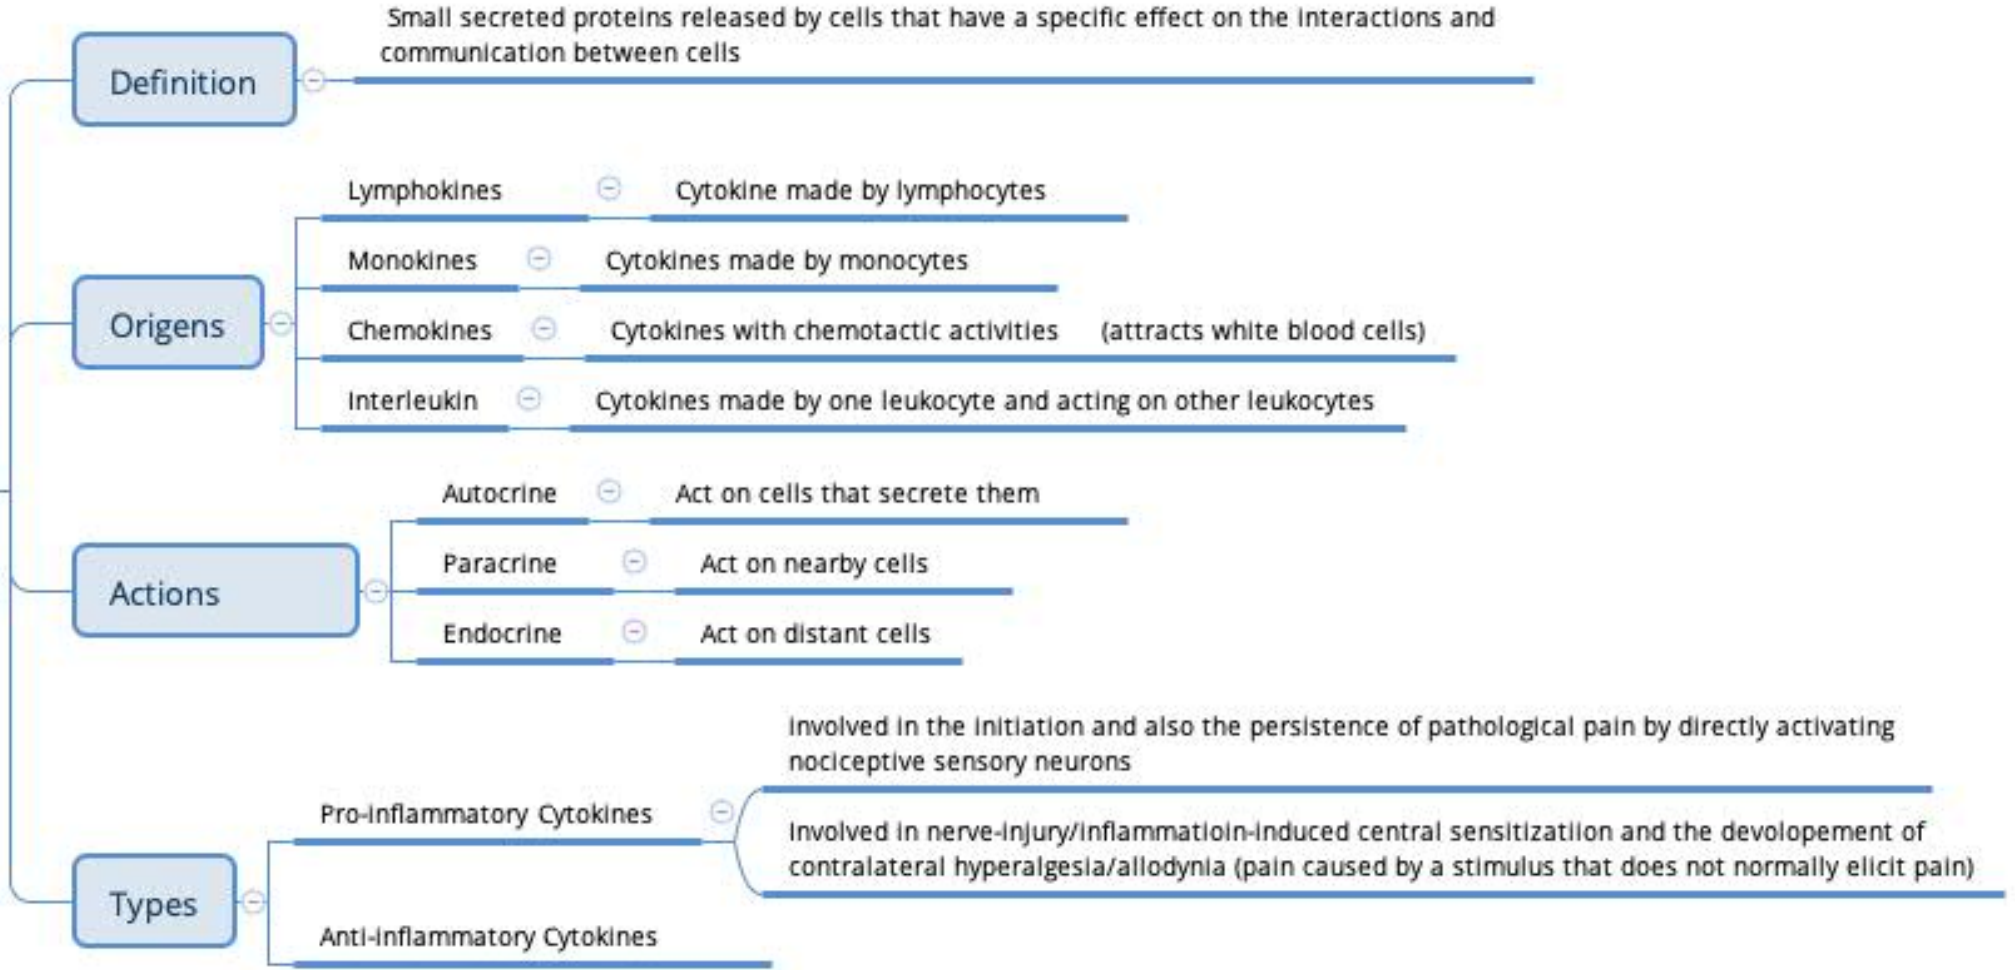 Small secreted proteins released by cells that have a specific effect on the interactions and
communication between cells
Definition
Lymphokines Cytokine made by lymphocytes
Monokines Cytokines made by monocytes
Origens
Chemokines Cytokines with chemotactic activities (attracts white blood cells)
Interleukin Cytokines made by one leukocyte and acting on other leukocytes
Autocrine Act on cells that secrete them
Paracrine Act on nearby cells
Actions
Endocrine Act on distant cells
Involved in the initiation and also the persistence of pathological pain by directly activating
nociceptive sensory neurons
Pro-inflammatory Cytokines
Involved in nerve-injury/inflammatioin-induced central sensitizatiion and the devolopement of
contralateral hyperalgesia/allodynia (pain caused by a stimulus that does not normally elicit pain)
Types
Anti-inflammatory Cytokines